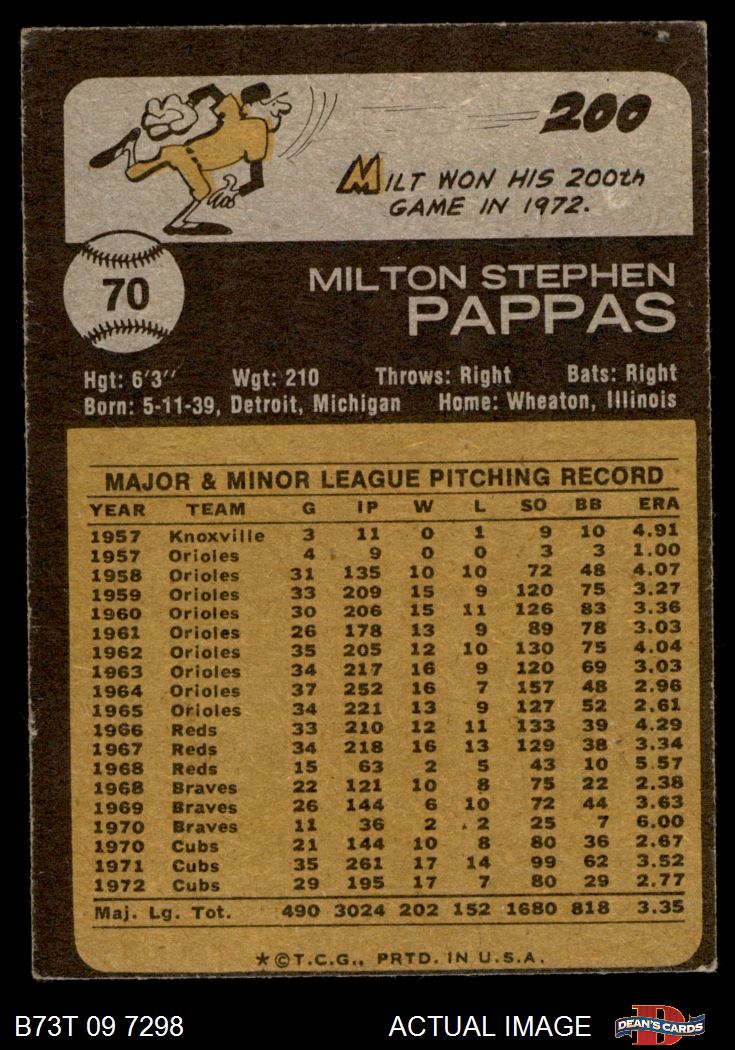 200
MILT WON HIS 200th
GAME IN 1972.
70
MILTON STEPHEN
PAPPAS
Hgt: 6'3" Wgt: 210 Throws: Right Bats: Right
Born: 5-11-39, Detroit, Michigan Home: Wheaton, Illinois
MAJOR & MINOR LEAGUE PITCHING RECORD
YEAR TEAM G IP W L SO BB ERA
1957 Knoxville 3 11 0 1 9 10 4.91
1957 Orioles 4 9 0 0 3 3 1.00
1958 Orioles 31 135 10 10 72 48 4.07
1959 Orioles 33 209 15 9 120 75 3.27
1960 Orioles 30 206 15 11 126 83 3.36
1961 Orioles 26 178 13 9 89 78 3.03
1962 Orioles 35 205 12 10 130 75 4.04
1963 Orioles 34 217 16 9 120 69 3.03
1964 Orioles 37 252 16 7 157 48 2.96
1965 Orioles 34 221 13 9 127 52 2.61
1966 Reds 33 210 12 11 133 39 4.29
1967 Reds 34 218 16 13 129 38 3.34
1968 Reds 15 63 2 5 43 10 5.57
1968 Braves 22 121 10 8 75 22 2.38
1969 Braves 26 144 6 10 72 44 3.63
1970 Braves 11 36 2 2 25 7 6.00
1970 Cubs 21 144 10 8 80 36 2.67
1971 Cubs 35 261 17 14 99 62 3.52
1972 Cubs 29 195 17 7 80 29 2.77
Maj. Lg. Tot. 490 3024 202 152 1680 818 3.35
★©T.C.G., PRTD. IN U.S.A.
B73T 09 7298 ACTUAL IMAGE DEAN'S CARDS